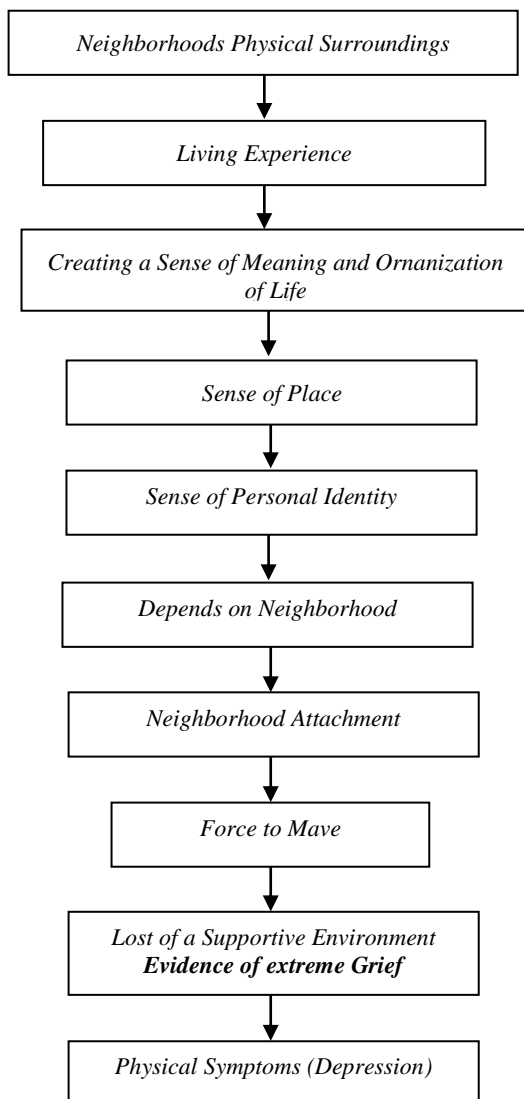 Neighborhoods Physical Surroundings
Living Experience
Creating a Sense of Meaning and Ornanization
of Life
Sense of Place
Sense of Personal Identity
Depends on Neighborhood
Neighborhood Attachment
Force to Mave
Lost of a Supportive Environment
Evidence of extreme Grief
Physical Symptoms (Depression)